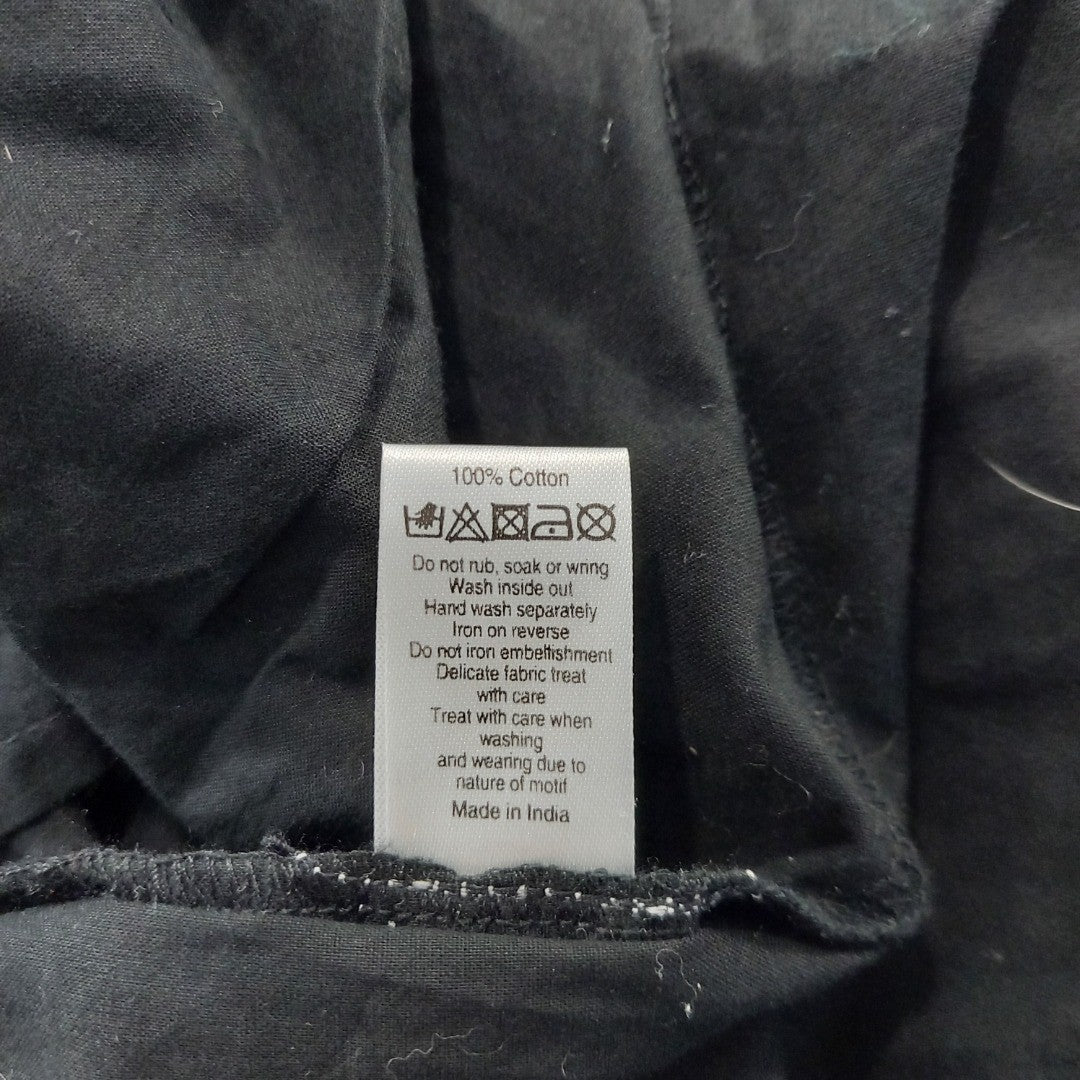 100% Cotton
Do not rub, soak or wring
Wash inside out
Hand wash separately
Iron on reverse
Do not iron embellishment
Delicate fabric treat
with care
Treat with care when
washing
and wearing due to
nature of motif
Made in India